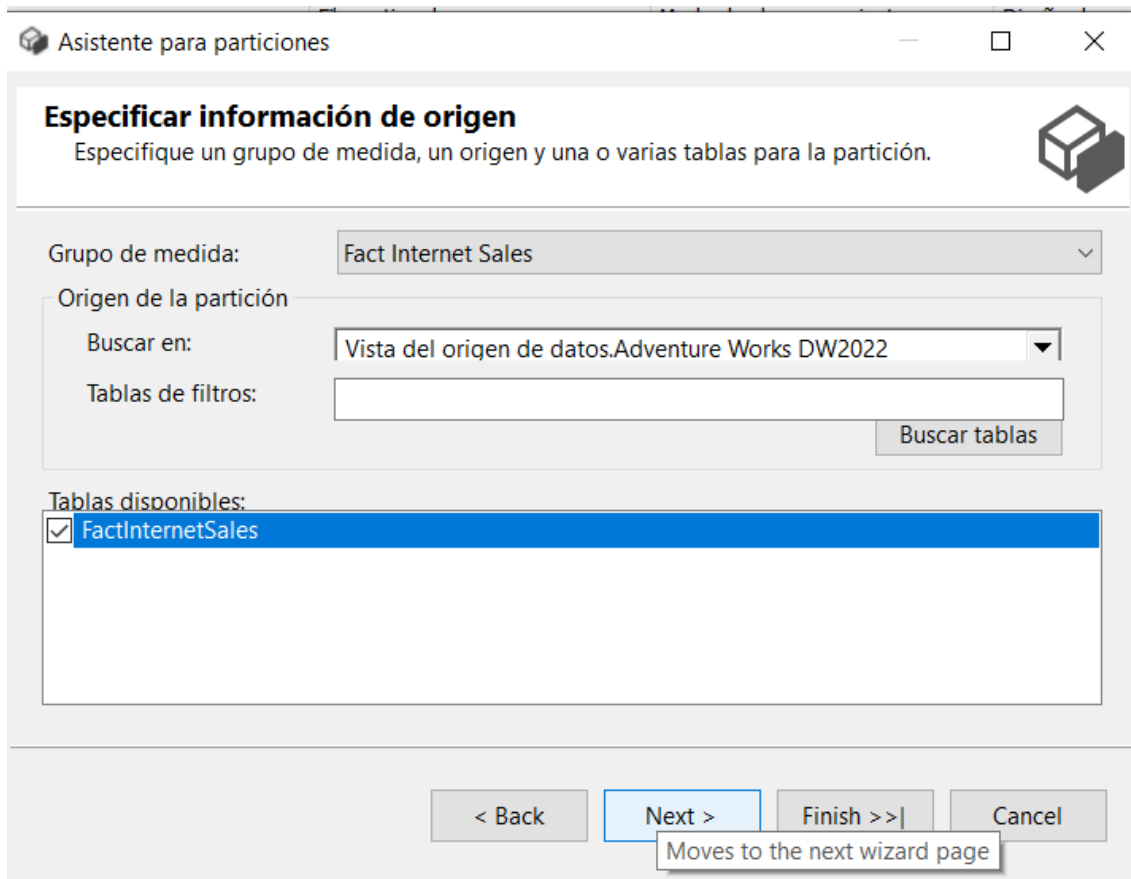 Asistente para particiones
Especificar información de origen
Especifique un grupo de medida, un origen y una o varias tablas para la partición.
Grupo de medida:
Fact Internet Sales
Origen de la partición
Buscar en:
Vista del origen de datos.Adventure Works DW2022
Tablas de filtros:
Buscar tablas
Tablas disponibles:
FactInternetSales
< Back
Next >
Finish >>|
Cancel
Moves to the next wizard page